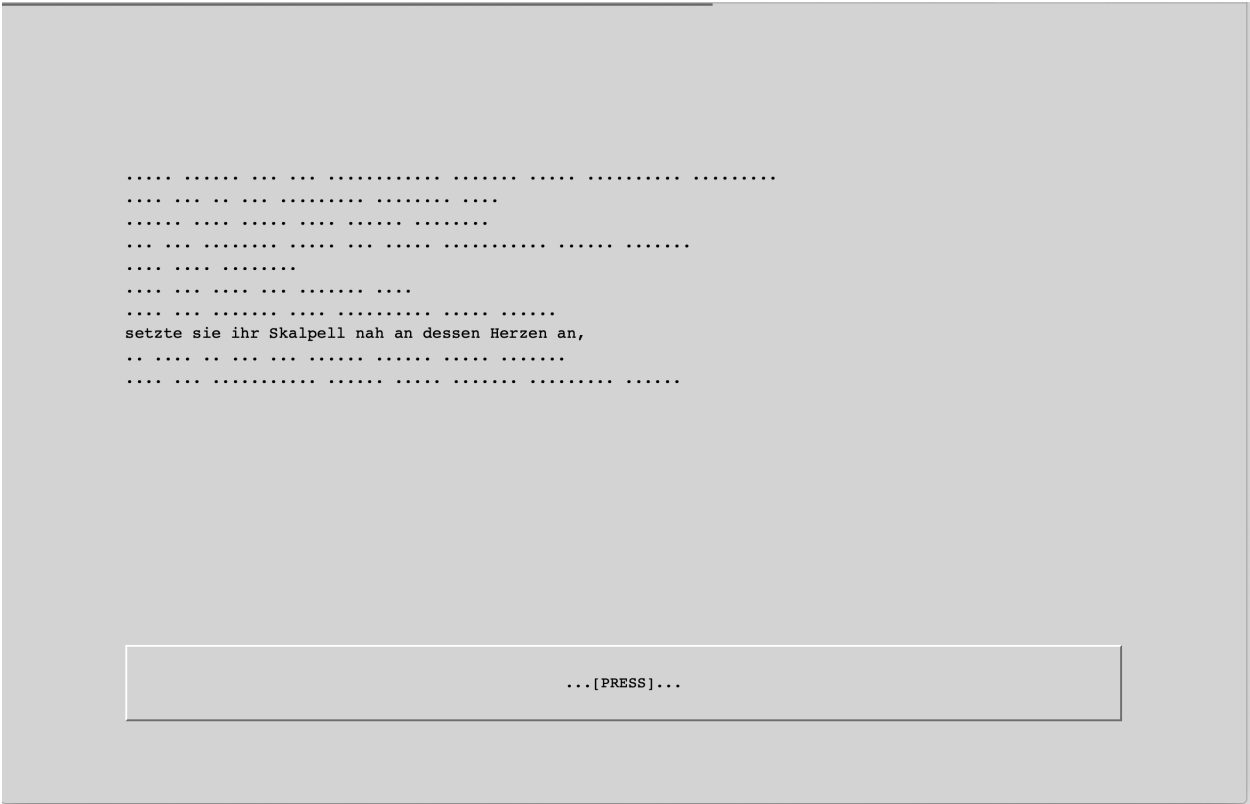 ..... ...... ... ... ............ ....... ..... .......... .........
.... ... .. ... ......... ........ ....
...... .... ..... .... ...... ........
... ... ........ ..... ... ..... ........... ...... .......
.... .... ........
.... ... .... ... ....... ....
.... ... ....... .... .......... ..... ......
setzte sie ihr Skalpell nah an dessen Herzen an,
.. .... .. ... ... ...... ...... ..... .......
.... ... ........... ...... ..... ....... ......... ......
...[PRESS]...